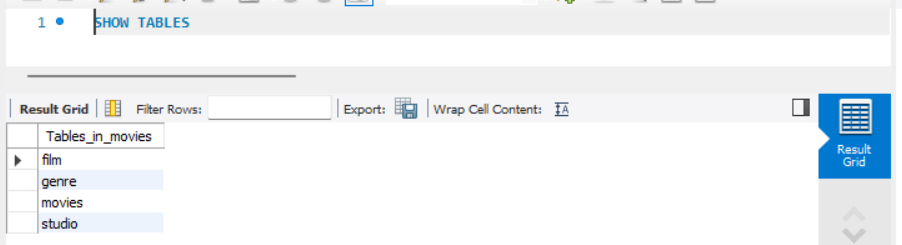 1 SHOW TABLES
Result Grid Filter Rows: Export: Wrap Cell Content:
Tables_in_movies
film
genre
movies
studio
Result
Grid